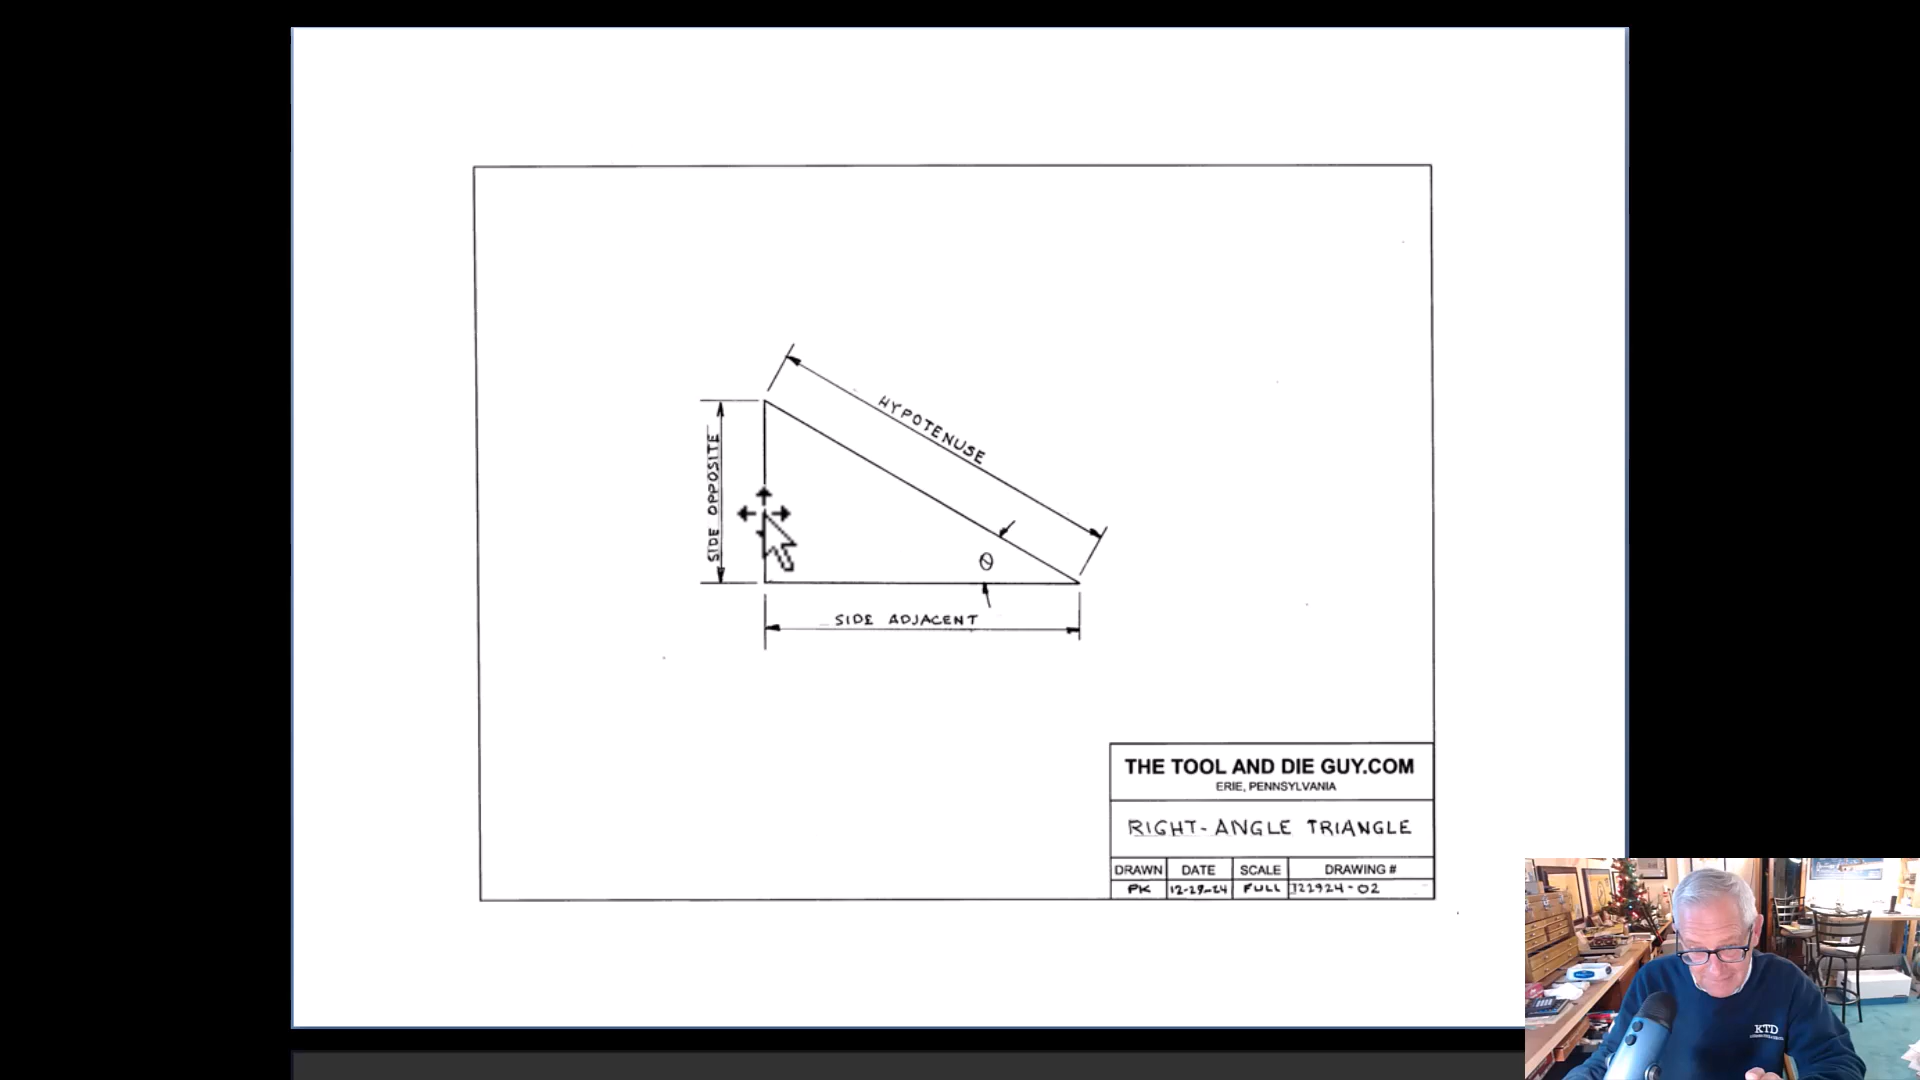 HYPOTENUSE
SIDE OPPOSITE
θ
SIDE ADJACENT
THE TOOL AND DIE GUY.COM
ERIE, PENNSYLVANIA
RIGHT-ANGLE TRIANGLE
DRAWN DATE SCALE DRAWING #
PK 12-29-24 FULL 122924-02
KTD